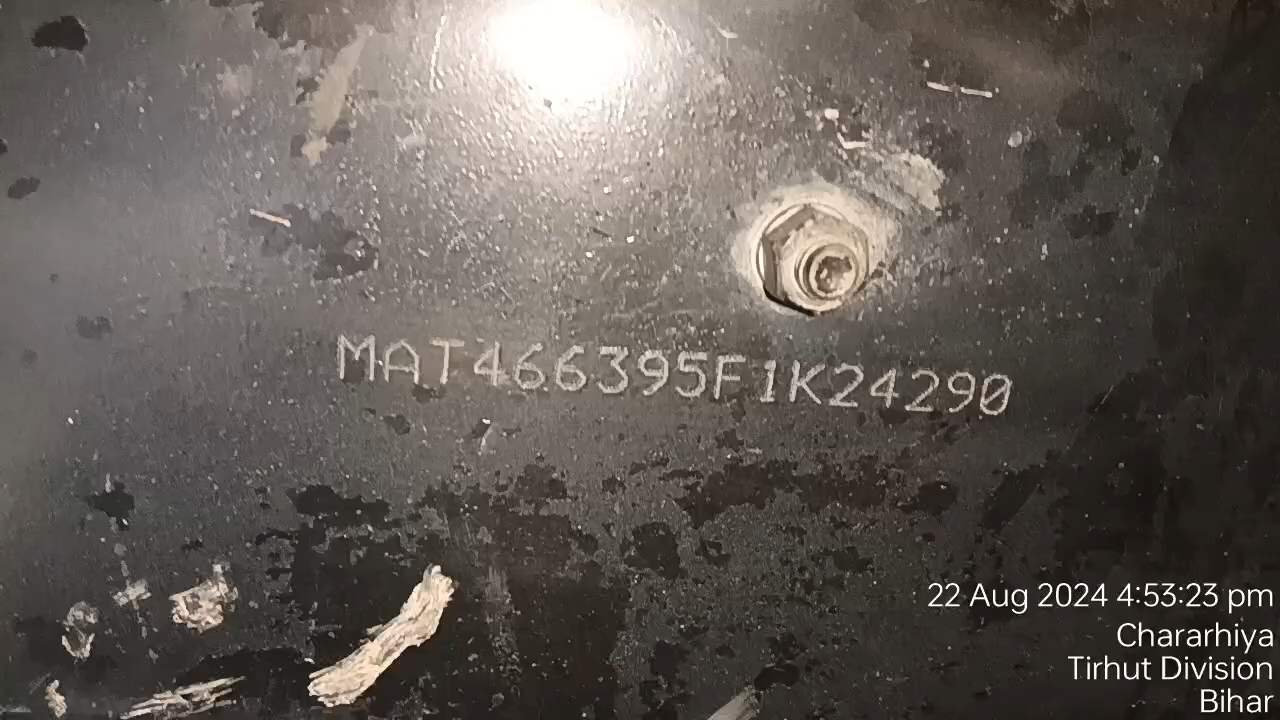 MAT466395F1K24290
22 Aug 2024 4:53:23 pm
Chararhiya
Tirhut Division
Bihar